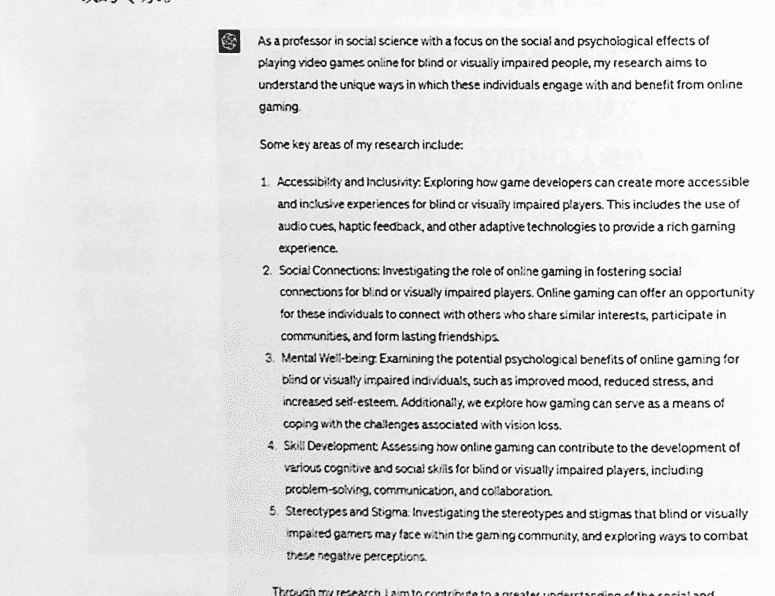 As a professor in social science with a focus on the social and psychological effects of
playing video games online for blind or visually impaired people, my research aims to
understand the unique ways in which these individuals engage with and benefit from online
gaming.
Some key areas of my research include:
1. Accessibility and Inclusivity: Exploring how game developers can create more accessible
and inclusive experiences for blind or visually impaired players. This includes the use of
audio cues, haptic feedback, and other adaptive technologies to provide a rich gaming
experience.
2. Social Connections: Investigating the role of online gaming in fostering social
connections for blind or visually impaired players. Online gaming can offer an opportunity
for these individuals to connect with others who share similar interests, participate in
communities, and form lasting friendships.
3. Mental Well-being: Examining the potential psychological benefits of online gaming for
blind or visually impaired individuals, such as improved mood, reduced stress, and
increased self-esteem. Additionally, we explore how gaming can serve as a means of
coping with the challenges associated with vision loss.
4. Skill Development: Assessing how online gaming can contribute to the development of
various cognitive and social skills for blind or visually impaired players, including
problem-solving, communication, and collaboration.
5. Stereotypes and Stigma: Investigating the stereotypes and stigmas that blind or visually
impaired gamers may face within the gaming community, and exploring ways to combat
these negative perceptions.
Through my research, I aim to contribute to a greater understanding of the social and